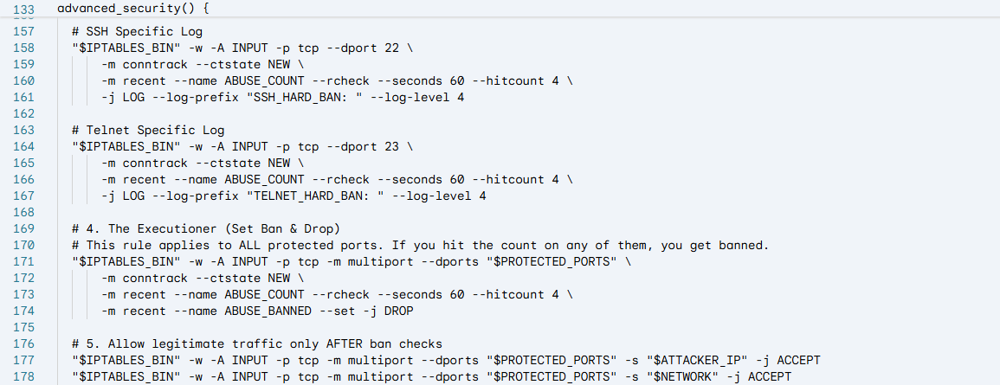 133 advanced_security() {
157 # SSH Specific Log
158 "$IPTABLES_BIN" -w -A INPUT -p tcp --dport 22 \
159 -m conntrack --ctstate NEW \
160 -m recent --name ABUSE_COUNT --rcheck --seconds 60 --hitcount 4 \
161 -j LOG --log-prefix "SSH_HARD_BAN: " --log-level 4
162
163 # Telnet Specific Log
164 "$IPTABLES_BIN" -w -A INPUT -p tcp --dport 23 \
165 -m conntrack --ctstate NEW \
166 -m recent --name ABUSE_COUNT --rcheck --seconds 60 --hitcount 4 \
167 -j LOG --log-prefix "TELNET_HARD_BAN: " --log-level 4
168
169 # 4. The Executioner (Set Ban & Drop)
170 # This rule applies to ALL protected ports. If you hit the count on any of them, you get banned.
171 "$IPTABLES_BIN" -w -A INPUT -p tcp -m multiport --dports "$PROTECTED_PORTS" \
172 -m conntrack --ctstate NEW \
173 -m recent --name ABUSE_COUNT --rcheck --seconds 60 --hitcount 4 \
174 -m recent --name ABUSE_BANNED --set -j DROP
175
176 # 5. Allow legitimate traffic only AFTER ban checks
177 "$IPTABLES_BIN" -w -A INPUT -p tcp -m multiport --dports "$PROTECTED_PORTS" -s "$ATTACKER_IP" -j ACCEPT
178 "$IPTABLES_BIN" -w -A INPUT -p tcp -m multiport --dports "$PROTECTED_PORTS" -s "$NETWORK" -j ACCEPT